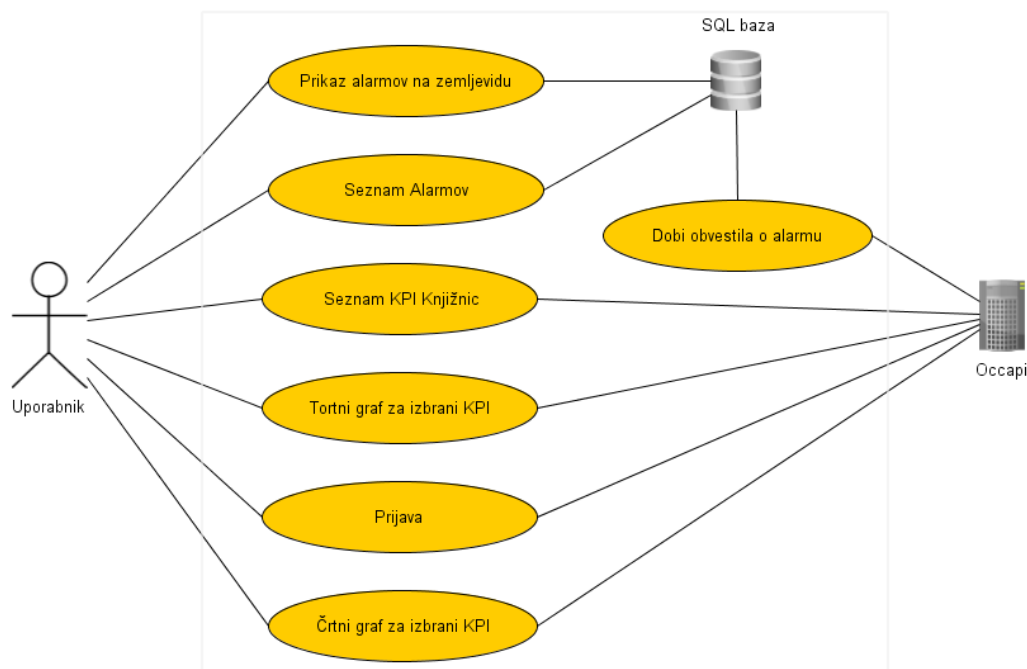 SQL baza
Prikaz alarmov na zemljevidu
Seznam Alarmov
Dobi obvestila o alarmu
Seznam KPI Knjižnic
Occapi
Uporabnik
Tortni graf za izbrani KPI
Prijava
Črtni graf za izbrani KPI